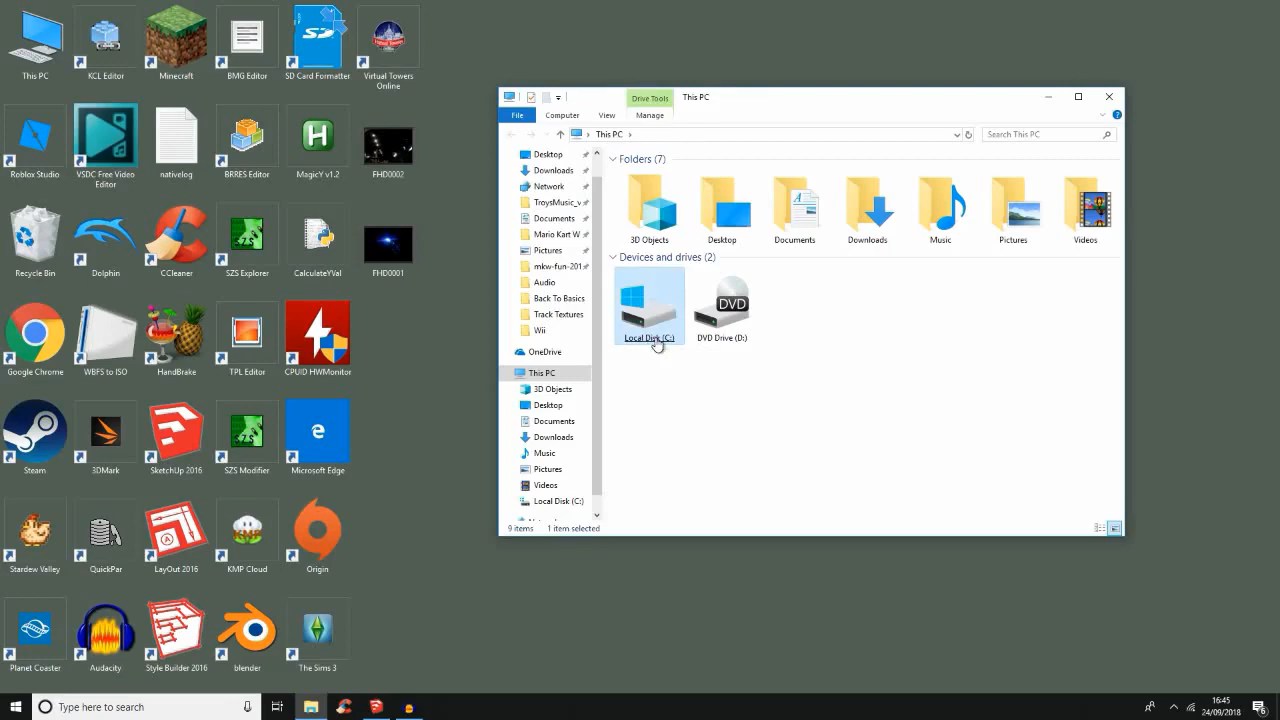 This PC
KCL Editor
Minecraft
BMG Editor
SD Card Formatter
Virtual Towers
Online
Roblox Studio
VSDC Free Video
Editor
nativelog
BRRES Editor
MagicY v1.2
FHD0002
Recycle Bin
Dolphin
CCleaner
SZS Explorer
CalculateYVal
FHD0001
Google Chrome
WBFS to ISO
HandBrake
TPL Editor
CPUID HWMonitor
Steam
3DMark
SketchUp 2016
SZS Modifier
Microsoft Edge
Stardew Valley
QuickPar
LayOut 2016
KMP Cloud
Origin
Planet Coaster
Audacity
Style Builder 2016
blender
The Sims 3
Drive Tools
This PC
File
Computer
View
Manage
This PC
Search This PC
Desktop
Downloads
Network
TroysMusic_v
Documents
Mario Kart W
Pictures
mkw-fun-201
Audio
Back To Basics
Track Textures
Wii
OneDrive
This PC
3D Objects
Desktop
Documents
Downloads
Music
Pictures
Videos
Local Disk (C:)
Folders (7)
3D Objects
Desktop
Documents
Downloads
Music
Pictures
Videos
Devices and drives (2)
DVD
Local Disk (C:)
DVD Drive (D:)
9 items
1 item selected
Type here to search
16:45
24/09/2018